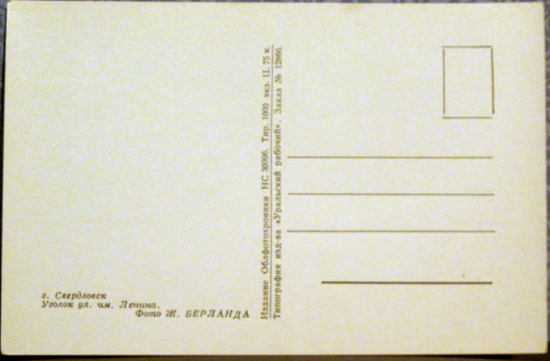 г. Свердловск
Уголок ул. им. Ленина.
Фото Ж. БЕРЛАНДА
Издание Облфотохроники НС 30996. Тир. 1000 экз. Ц. 75 к.
Типография изд-ва «Уральский рабочий». Заказ № 12866.